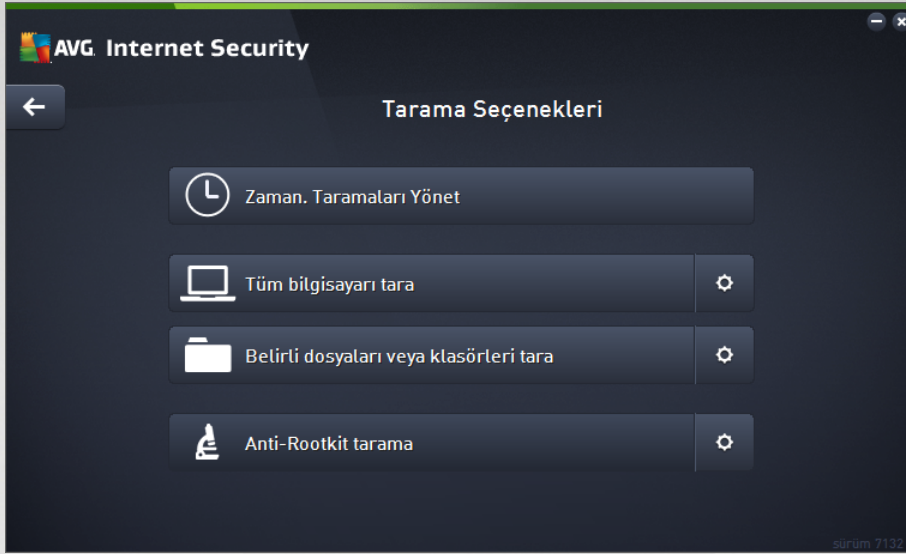 AVG Internet Security
Tarama Seçenekleri
Zaman. Taramaları Yönet
Tüm bilgisayarı tara
Belirli dosyaları veya klasörleri tara
Anti-Rootkit tarama
sürüm 7132